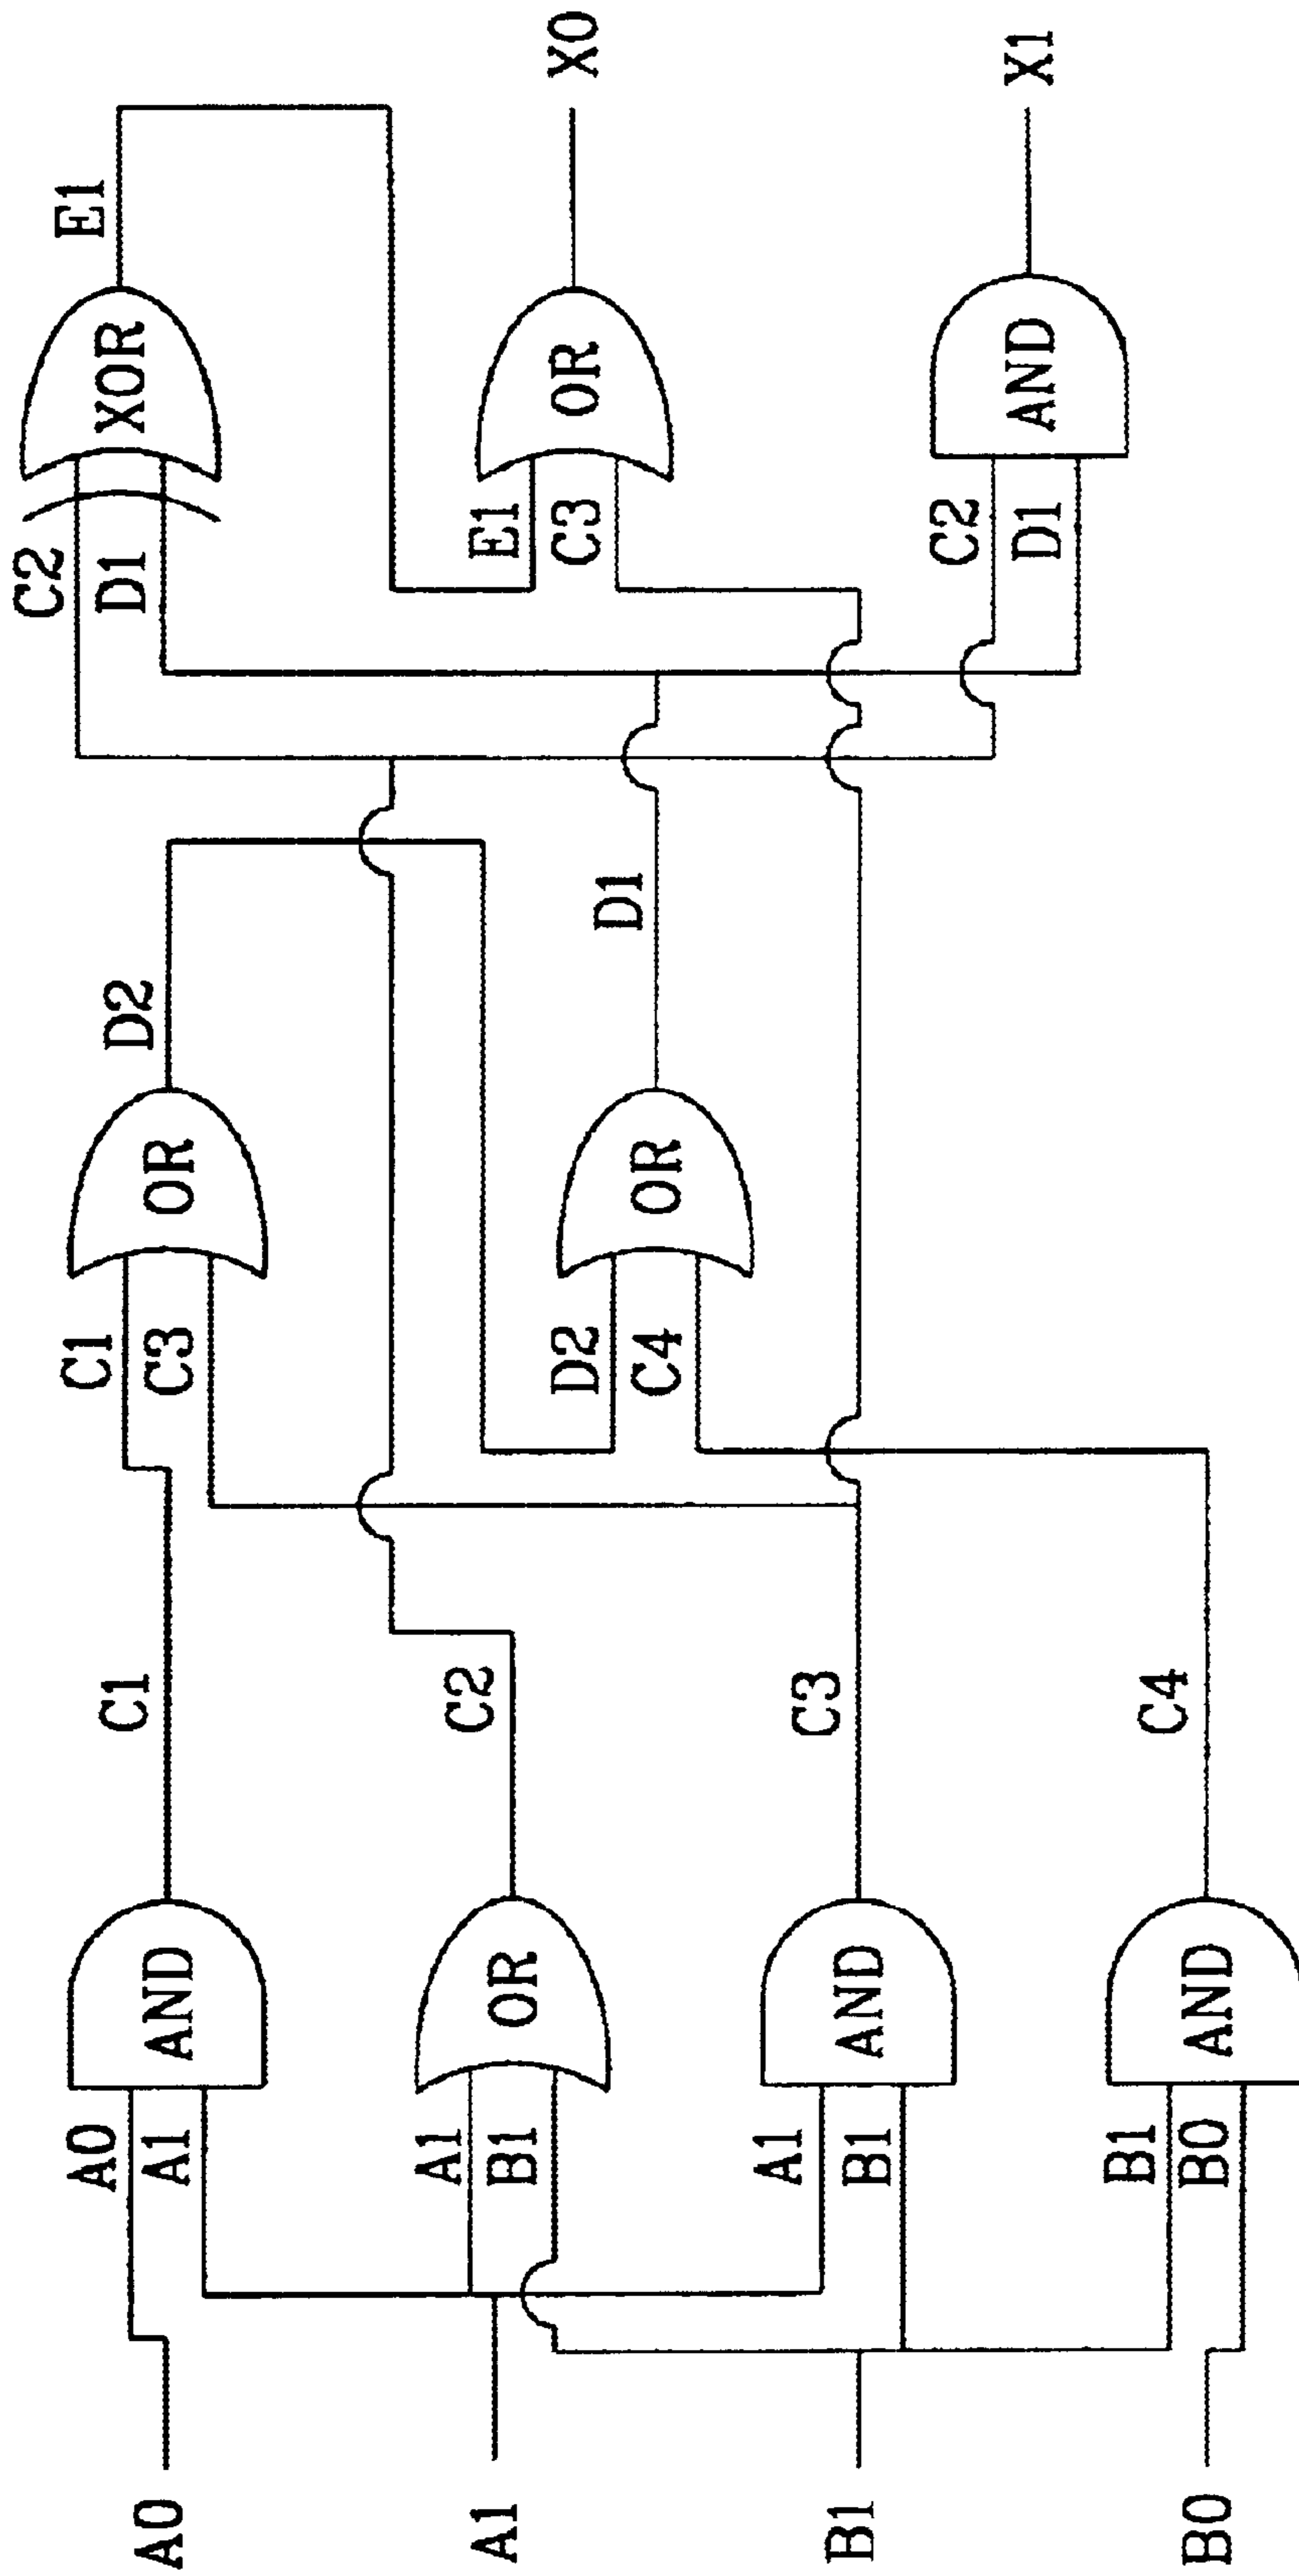 A0
A1
B1
B0
A0
A1
AND
C1
A1
B1
OR
C2
A1
B1
AND
C3
B1
B0
AND
C4
C1
C3
OR
D2
D2
C4
OR
D1
C2
D1
XOR
E1
E1
C3
OR
X0
C2
D1
AND
X1